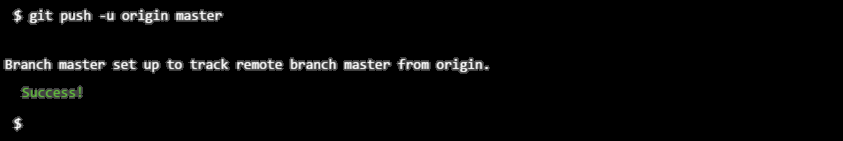 $ git push -u origin master
Branch master set up to track remote branch master from origin.
Success!
$